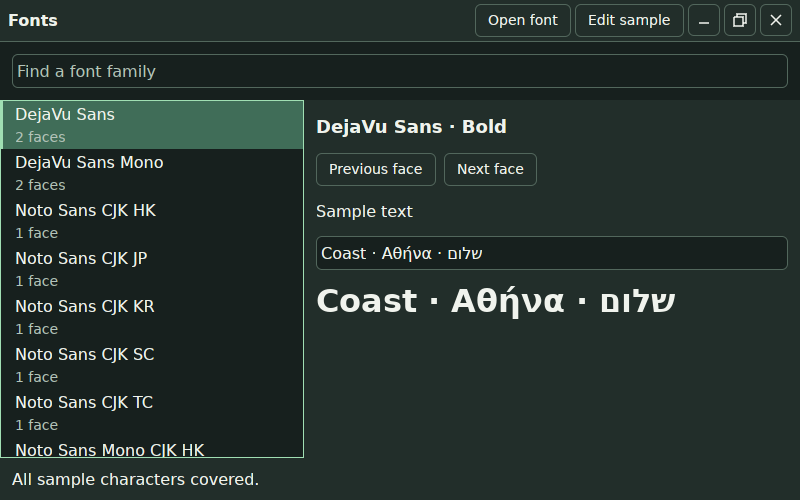 Fonts
Open font
Edit sample
Find a font family
DejaVu Sans
2 faces
DejaVu Sans Mono
2 faces
Noto Sans CJK HK
1 face
Noto Sans CJK JP
1 face
Noto Sans CJK KR
1 face
Noto Sans CJK SC
1 face
Noto Sans CJK TC
1 face
Noto Sans Mono CJK HK
DejaVu Sans · Bold
Previous face
Next face
Sample text
Coast · Αθήνα · שלום
Coast · Αθήνα · שלום
All sample characters covered.